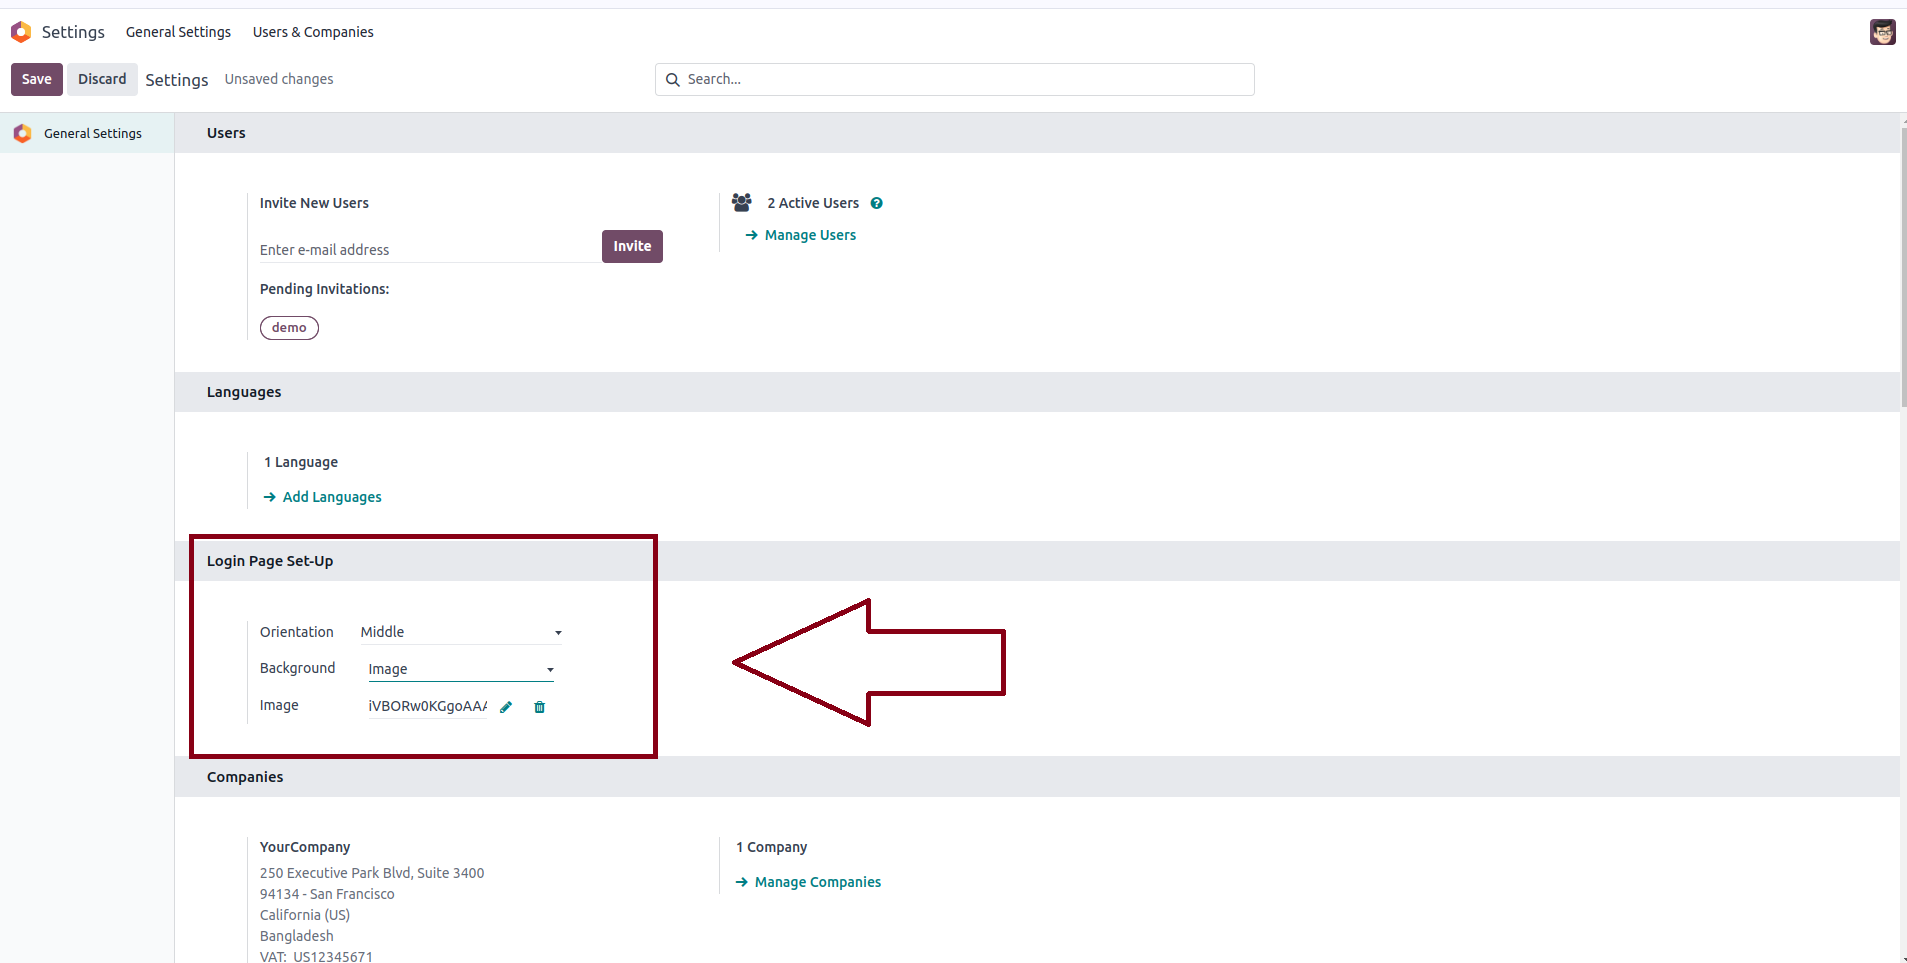 Settings General Settings Users & Companies
Save Discard Settings Unsaved changes Search...
General Settings
Users
Invite New Users
2 Active Users
Enter e-mail address Invite
Manage Users
Pending Invitations:
demo
Languages
1 Language
Add Languages
Login Page Set-Up
Orientation Middle
Background Image
Image iVBORw0KGgoAAA
Companies
YourCompany
250 Executive Park Blvd, Suite 3400
94134 - San Francisco
California (US)
Bangladesh
VAT: US12345671
1 Company
Manage Companies